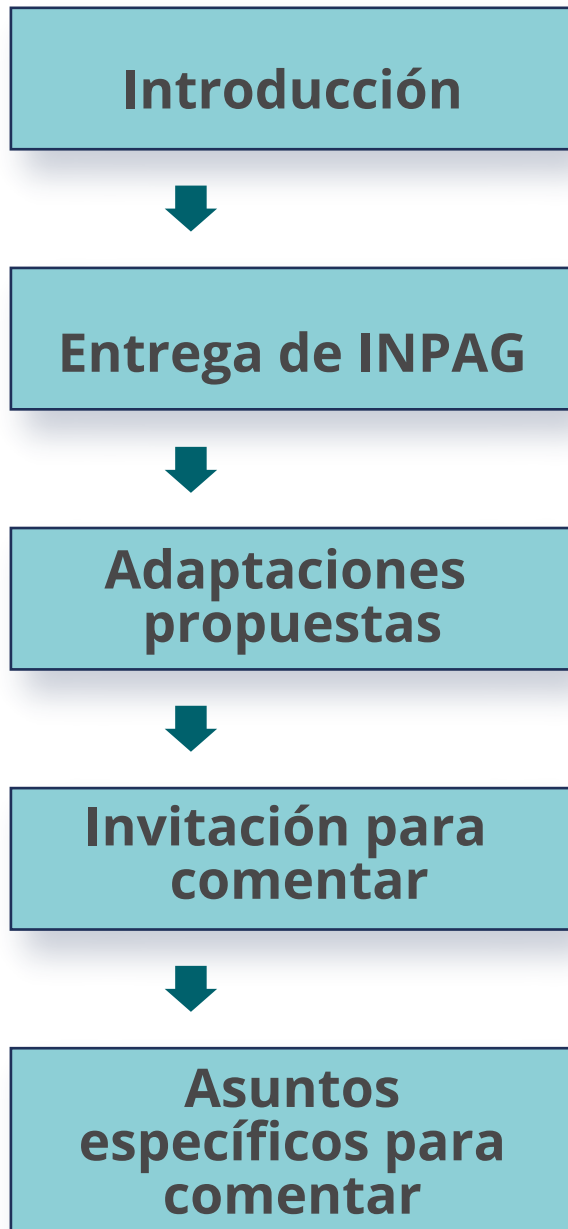 Introducción
Entrega de INPAG
Adaptaciones
propuestas
Invitación para
comentar
Asuntos
específicos para
comentar